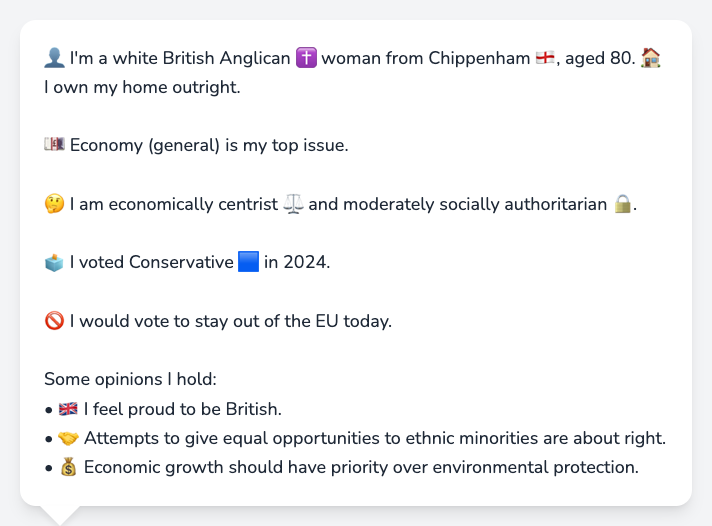 👤 I'm a white British Anglican ✝️ woman from Chippenham 🏴󠁧󠁢󠁥󠁮󠁧󠁿, aged 80. 🏠
I own my home outright.
💷 Economy (general) is my top issue.
🤔 I am economically centrist ⚖️ and moderately socially authoritarian 🔒.
🗳️ I voted Conservative 🟦 in 2024.
🚫 I would vote to stay out of the EU today.
Some opinions I hold:
• 🇬🇧 I feel proud to be British.
• 🤝 Attempts to give equal opportunities to ethnic minorities are about right.
• 💰 Economic growth should have priority over environmental protection.